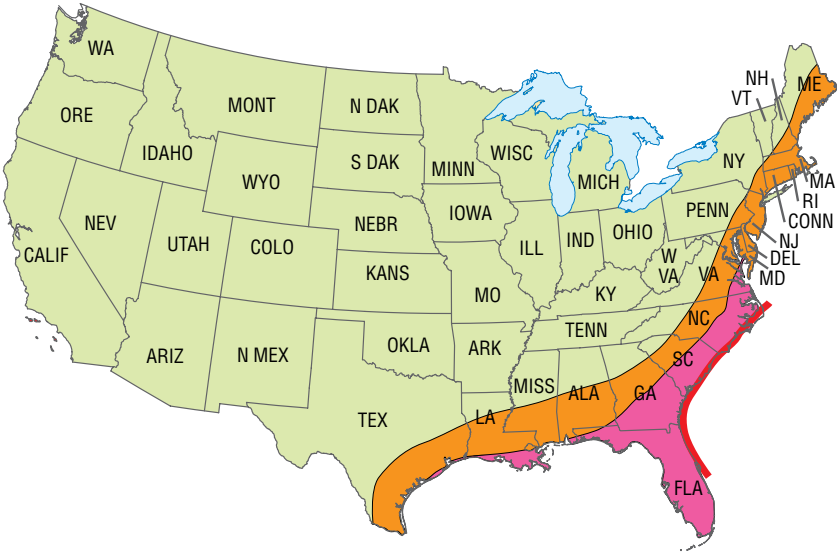 WA
ORE
CALIF
NEV
IDAHO
MONT
WYO
UTAH
COLO
ARIZ
N MEX
N DAK
S DAK
NEBR
KANS
OKLA
TEX
MINN
IOWA
MO
ARK
LA
WISC
ILL
MICH
IND
OHIO
KY
TENN
MISS
ALA
GA
FLA
SC
NC
VA
W
VA
PENN
NY
VT
NH
ME
MA
RI
CONN
NJ
DEL
MD